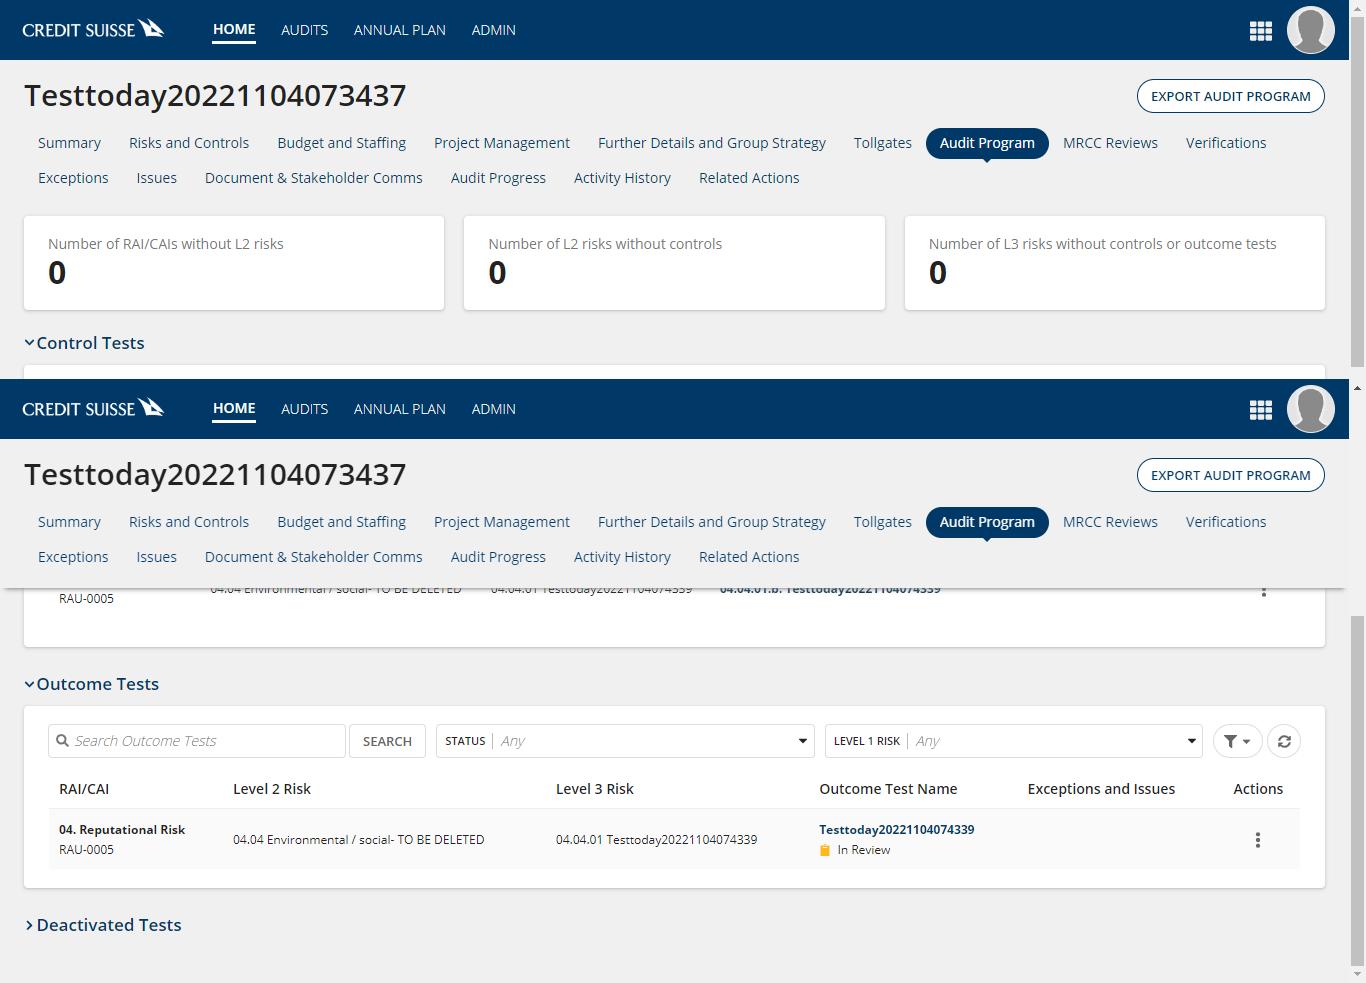 CREDIT SUISSE HOME AUDITS ANNUAL PLAN ADMIN
Testtoday20221104073437 EXPORT AUDIT PROGRAM
Summary Risks and Controls Budget and Staffing Project Management Further Details and Group Strategy Tollgates Audit Program MRCC Reviews Verifications
Exceptions Issues Document & Stakeholder Comms Audit Progress Activity History Related Actions
Number of RAI/CAIs without L2 risks Number of L2 risks without controls Number of L3 risks without controls or outcome tests
0 0 0
Control Tests
CREDIT SUISSE HOME AUDITS ANNUAL PLAN ADMIN
Testtoday20221104073437 EXPORT AUDIT PROGRAM
Summary Risks and Controls Budget and Staffing Project Management Further Details and Group Strategy Tollgates Audit Program MRCC Reviews Verifications
Exceptions Issues Document & Stakeholder Comms Audit Progress Activity History Related Actions
04.04 Environmental / social- TO BE DELETED 04.04.01 Testtoday20221104074339 04.04.01.b. Testtoday20221104074339
RAU-0005
Outcome Tests
Search Outcome Tests SEARCH STATUS Any LEVEL 1 RISK Any
RAI/CAI Level 2 Risk Level 3 Risk Outcome Test Name Exceptions and Issues Actions
04. Reputational Risk 04.04 Environmental / social- TO BE DELETED 04.04.01 Testtoday20221104074339 Testtoday20221104074339
RAU-0005 In Review
Deactivated Tests